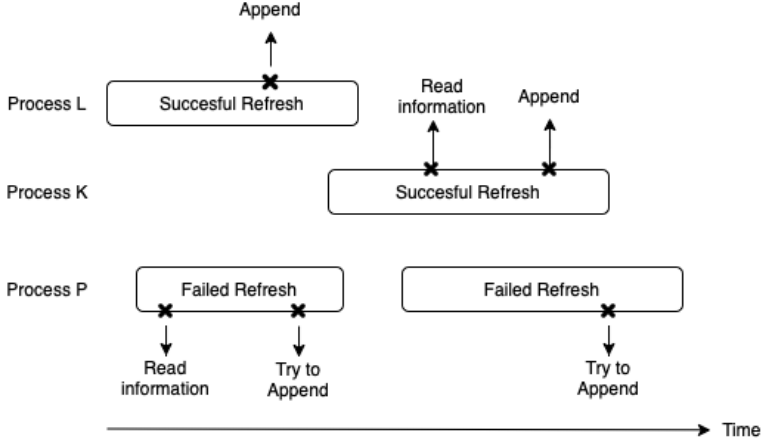 Append
Process L
Succesful Refresh
Read
information
Append
Process K
Succesful Refresh
Process P
Failed Refresh
Failed Refresh
Read
information
Try to
Append
Try to
Append
Time